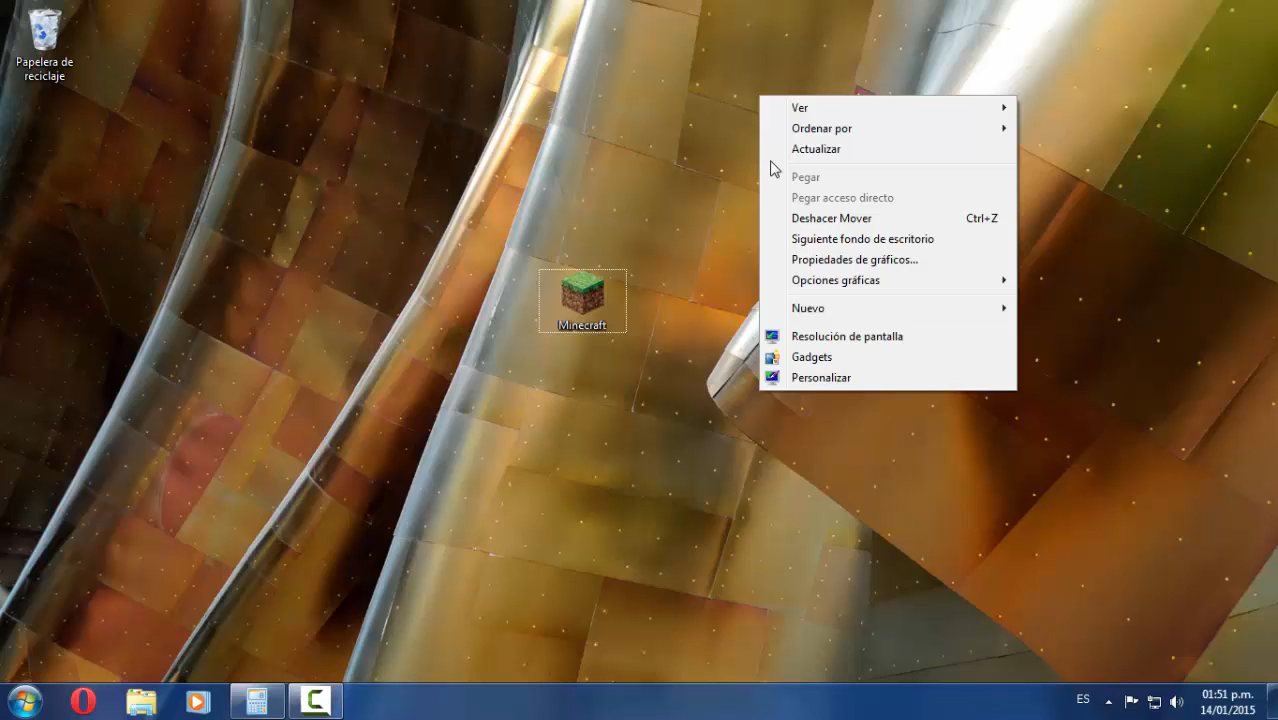 Papelera de
reciclaje
Minecraft
Ver
Ordenar por
Actualizar
Pegar
Pegar acceso directo
Deshacer Mover Ctrl+Z
Siguiente fondo de escritorio
Propiedades de gráficos...
Opciones gráficas
Nuevo
Resolución de pantalla
Gadgets
Personalizar
ES
01:51 p.m.
14/01/2015